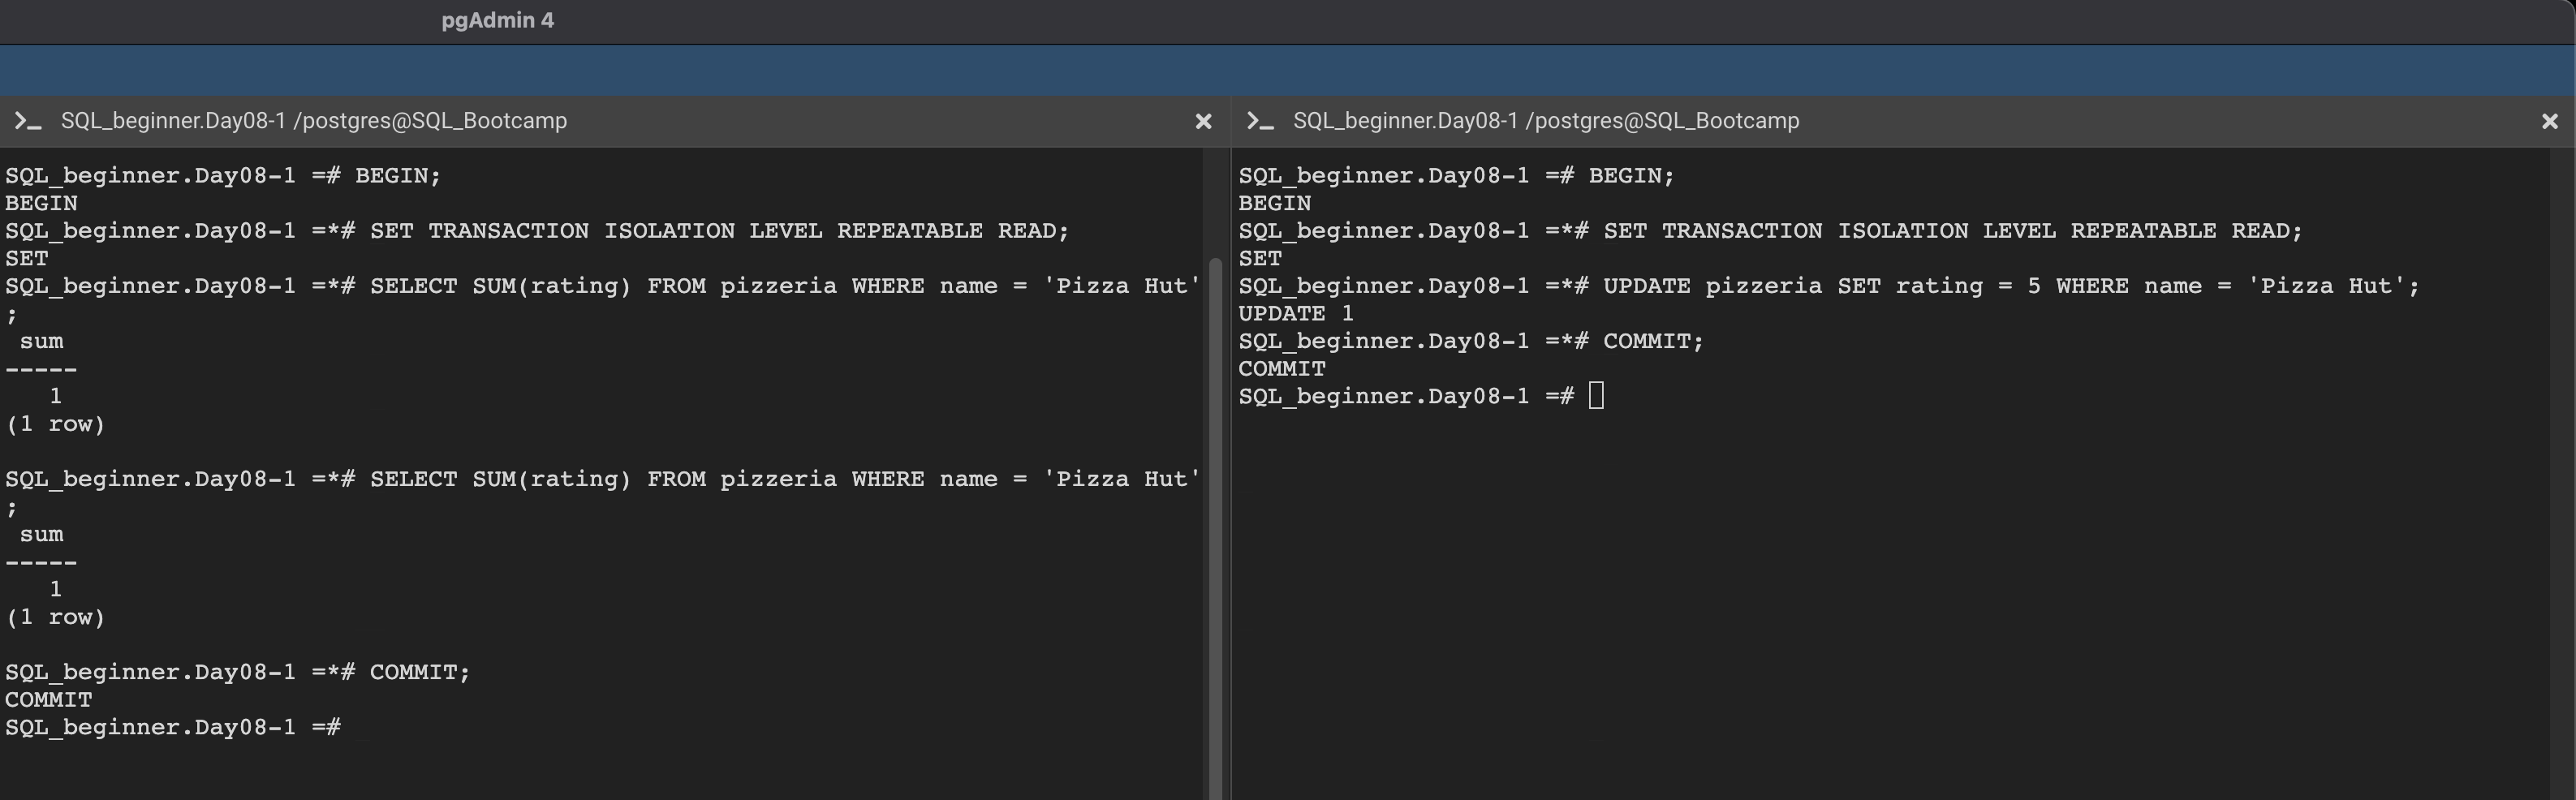 pgAdmin 4
SQL_beginner.Day08-1 /postgres@SQL_Bootcamp
SQL_beginner.Day08-1 =# BEGIN;
BEGIN
SQL_beginner.Day08-1 =*# SET TRANSACTION ISOLATION LEVEL REPEATABLE READ;
SET
SQL_beginner.Day08-1 =*# SELECT SUM(rating) FROM pizzeria WHERE name = 'Pizza Hut'
;
 sum
-----
   1
(1 row)
SQL_beginner.Day08-1 =*# SELECT SUM(rating) FROM pizzeria WHERE name = 'Pizza Hut'
;
 sum
-----
   1
(1 row)
SQL_beginner.Day08-1 =*# COMMIT;
COMMIT
SQL_beginner.Day08-1 =#
SQL_beginner.Day08-1 /postgres@SQL_Bootcamp
SQL_beginner.Day08-1 =# BEGIN;
BEGIN
SQL_beginner.Day08-1 =*# SET TRANSACTION ISOLATION LEVEL REPEATABLE READ;
SET
SQL_beginner.Day08-1 =*# UPDATE pizzeria SET rating = 5 WHERE name = 'Pizza Hut';
UPDATE 1
SQL_beginner.Day08-1 =*# COMMIT;
COMMIT
SQL_beginner.Day08-1 =#